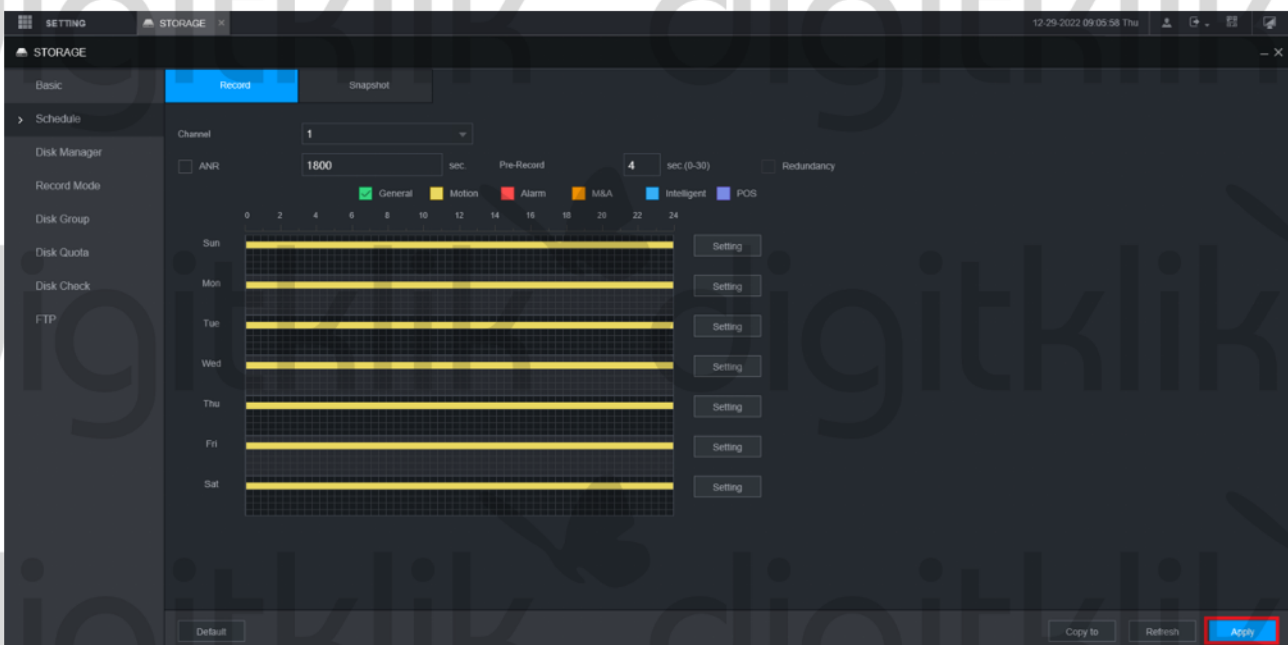 SETTING STORAGE × 12-29-2022 09:05:58 Thu
STORAGE
Basic Record Snapshot
Schedule
Channel 1
Disk Manager
ANR 1800 sec. Pre-Record 4 sec.(0-30) Redundancy
Record Mode
General Motion Alarm M&A Intelligent POS
Disk Group
0 2 4 6 8 10 12 14 16 18 20 22 24
Sun Setting
Disk Quota
Mon Setting
Disk Check
FTP
Tue Setting
Wed Setting
Thu Setting
Fri Setting
Sat Setting
Default Copy to Refresh Apply
digitklik